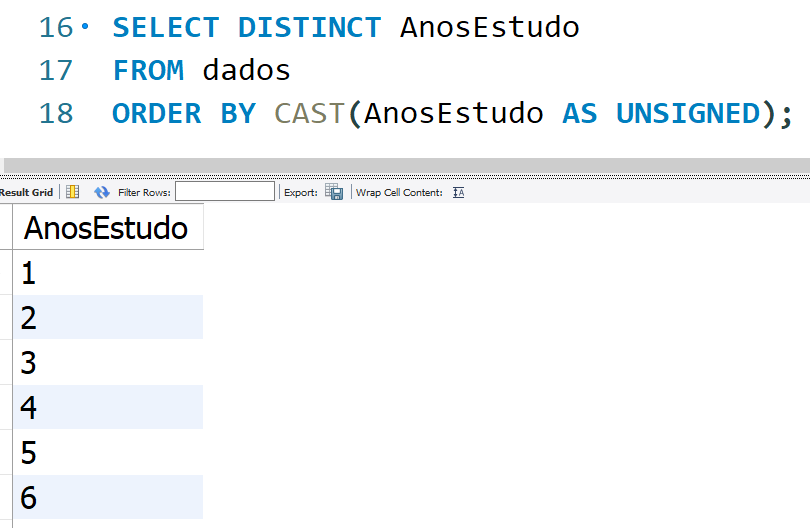 16 SELECT DISTINCT AnosEstudo
17 FROM dados
18 ORDER BY CAST(AnosEstudo AS UNSIGNED);
Result Grid Filter Rows: Export: Wrap Cell Content: IA
AnosEstudo
1
2
3
4
5
6